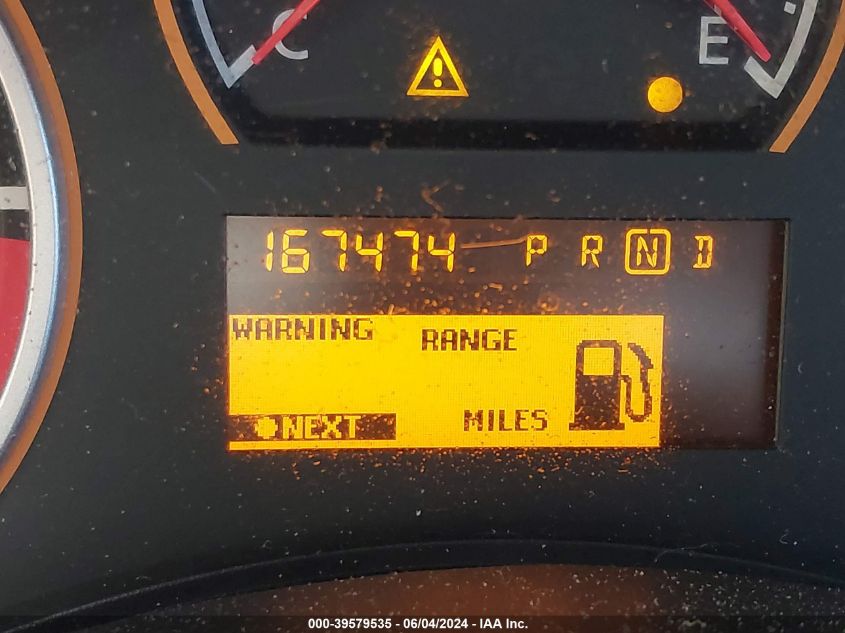 C
E
167474 P R N D
WARNING
RANGE
NEXT
MILES
000-39579535 - 06/04/2024 - IAA Inc.